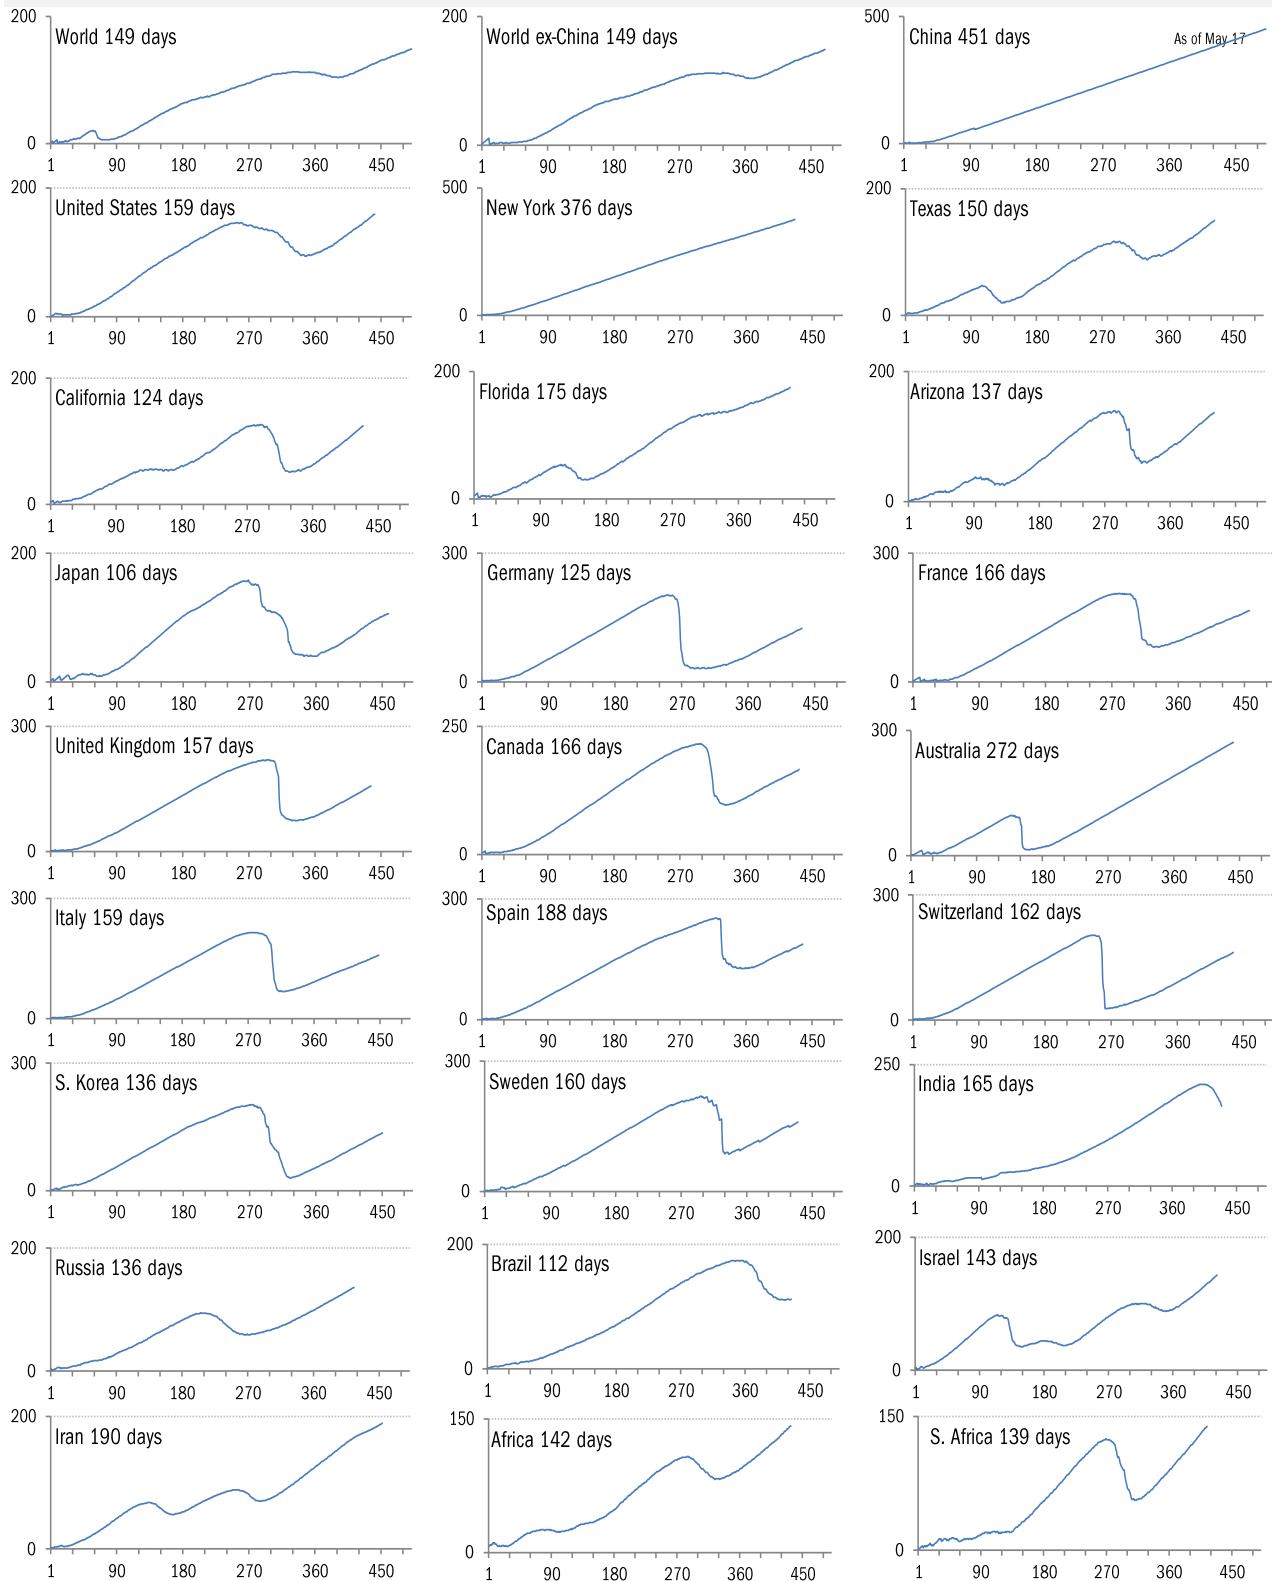 200 World 149 days 0 1 90 180 270 360 450
200 World ex-China 149 days 0 1 90 180 270 360 450
500 China 451 days As of May 17 0 1 90 180 270 360 450
200 United States 159 days 0 1 90 180 270 360 450
500 New York 376 days 0 1 90 180 270 360 450
200 Texas 150 days 0 1 90 180 270 360 450
200 California 124 days 0 1 90 180 270 360 450
200 Florida 175 days 0 1 90 180 270 360 450
200 Arizona 137 days 0 1 90 180 270 360 450
200 Japan 106 days 0 1 90 180 270 360 450
300 Germany 125 days 0 1 90 180 270 360 450
300 France 166 days 0 1 90 180 270 360 450
300 United Kingdom 157 days 0 1 90 180 270 360 450
250 Canada 166 days 0 1 90 180 270 360 450
300 Australia 272 days 0 1 90 180 270 360 450
300 Italy 159 days 0 1 90 180 270 360 450
300 Spain 188 days 0 1 90 180 270 360 450
300 Switzerland 162 days 0 1 90 180 270 360 450
300 S. Korea 136 days 0 1 90 180 270 360 450
300 Sweden 160 days 0 1 90 180 270 360 450
250 India 165 days 0 1 90 180 270 360 450
200 Russia 136 days 0 1 90 180 270 360 450
200 Brazil 112 days 0 1 90 180 270 360 450
200 Israel 143 days 0 1 90 180 270 360 450
200 Iran 190 days 0 1 90 180 270 360 450
150 Africa 142 days 0 1 90 180 270 360 450
150 S. Africa 139 days 0 1 90 180 270 360 450